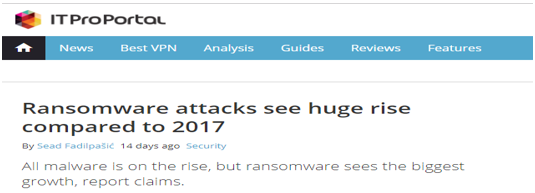 ITProPortal
News Best VPN Analysis Guides Reviews Features
Ransomware attacks see huge rise
compared to 2017
By Sead Fadilpašić 14 days ago Security
All malware is on the rise, but ransomware sees the biggest
growth, report claims.